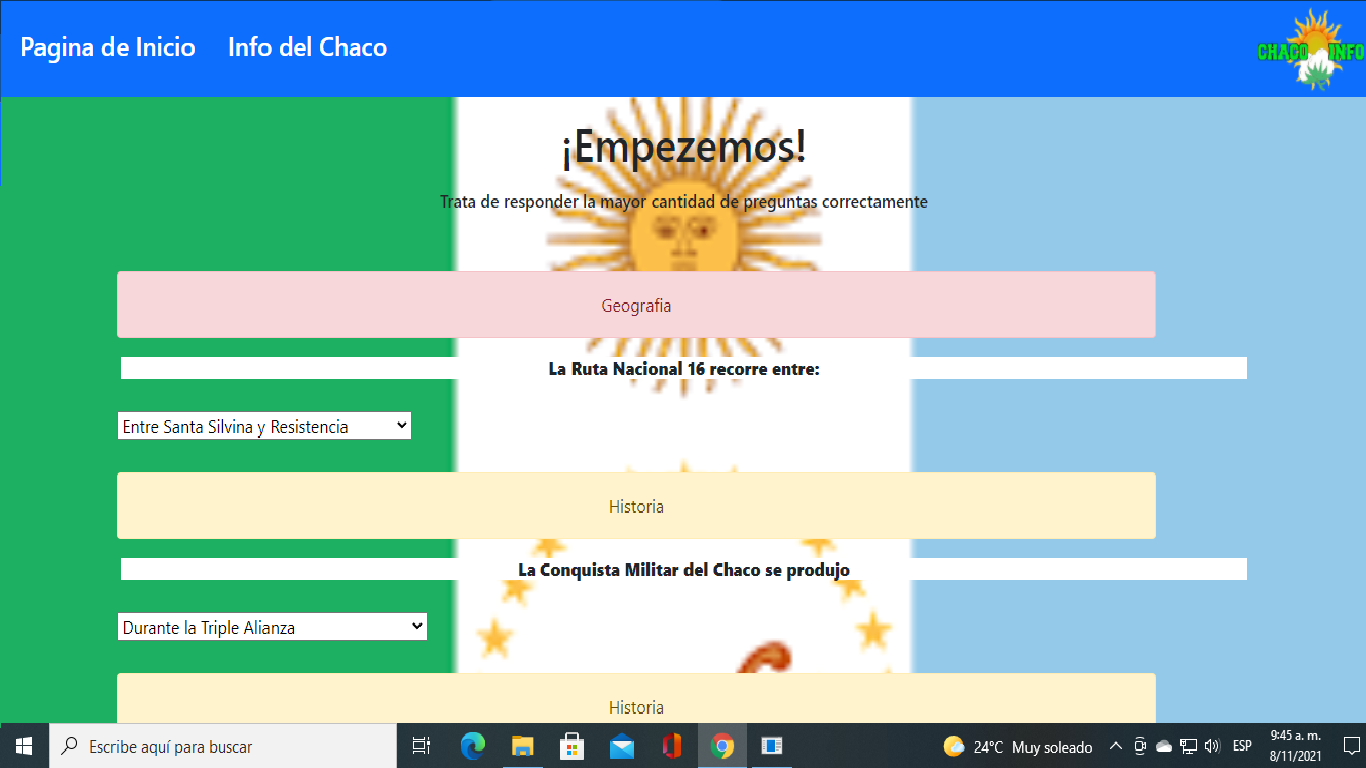 Pagina de Inicio Info del Chaco
CHACO INFO
¡Empezemos!
Trata de responder la mayor cantidad de preguntas correctamente
Geografia
La Ruta Nacional 16 recorre entre:
Entre Santa Silvina y Resistencia
Historia
La Conquista Militar del Chaco se produjo
Durante la Triple Alianza
Historia
Escribe aquí para buscar
24ºC Muy soleado
ESP
9:45 a. m.
8/11/2021